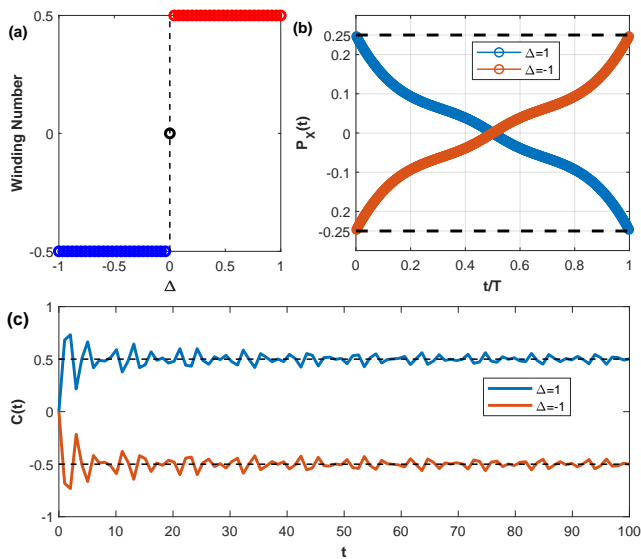 (a)
Winding Number
0.5
0
-0.5
-1
-0.5
0
0.5
1
Δ
(b)
P_X(t)
0.25
0.2
0.1
0
-0.1
0.2
-0.25
Δ=1
Δ=-1
0
0.2
0.4
0.6
0.8
1
t/T
(c)
C(t)
1
0.5
0
-0.5
-1
Δ=1
Δ=-1
0
10
20
30
40
50
60
70
80
90
100
t